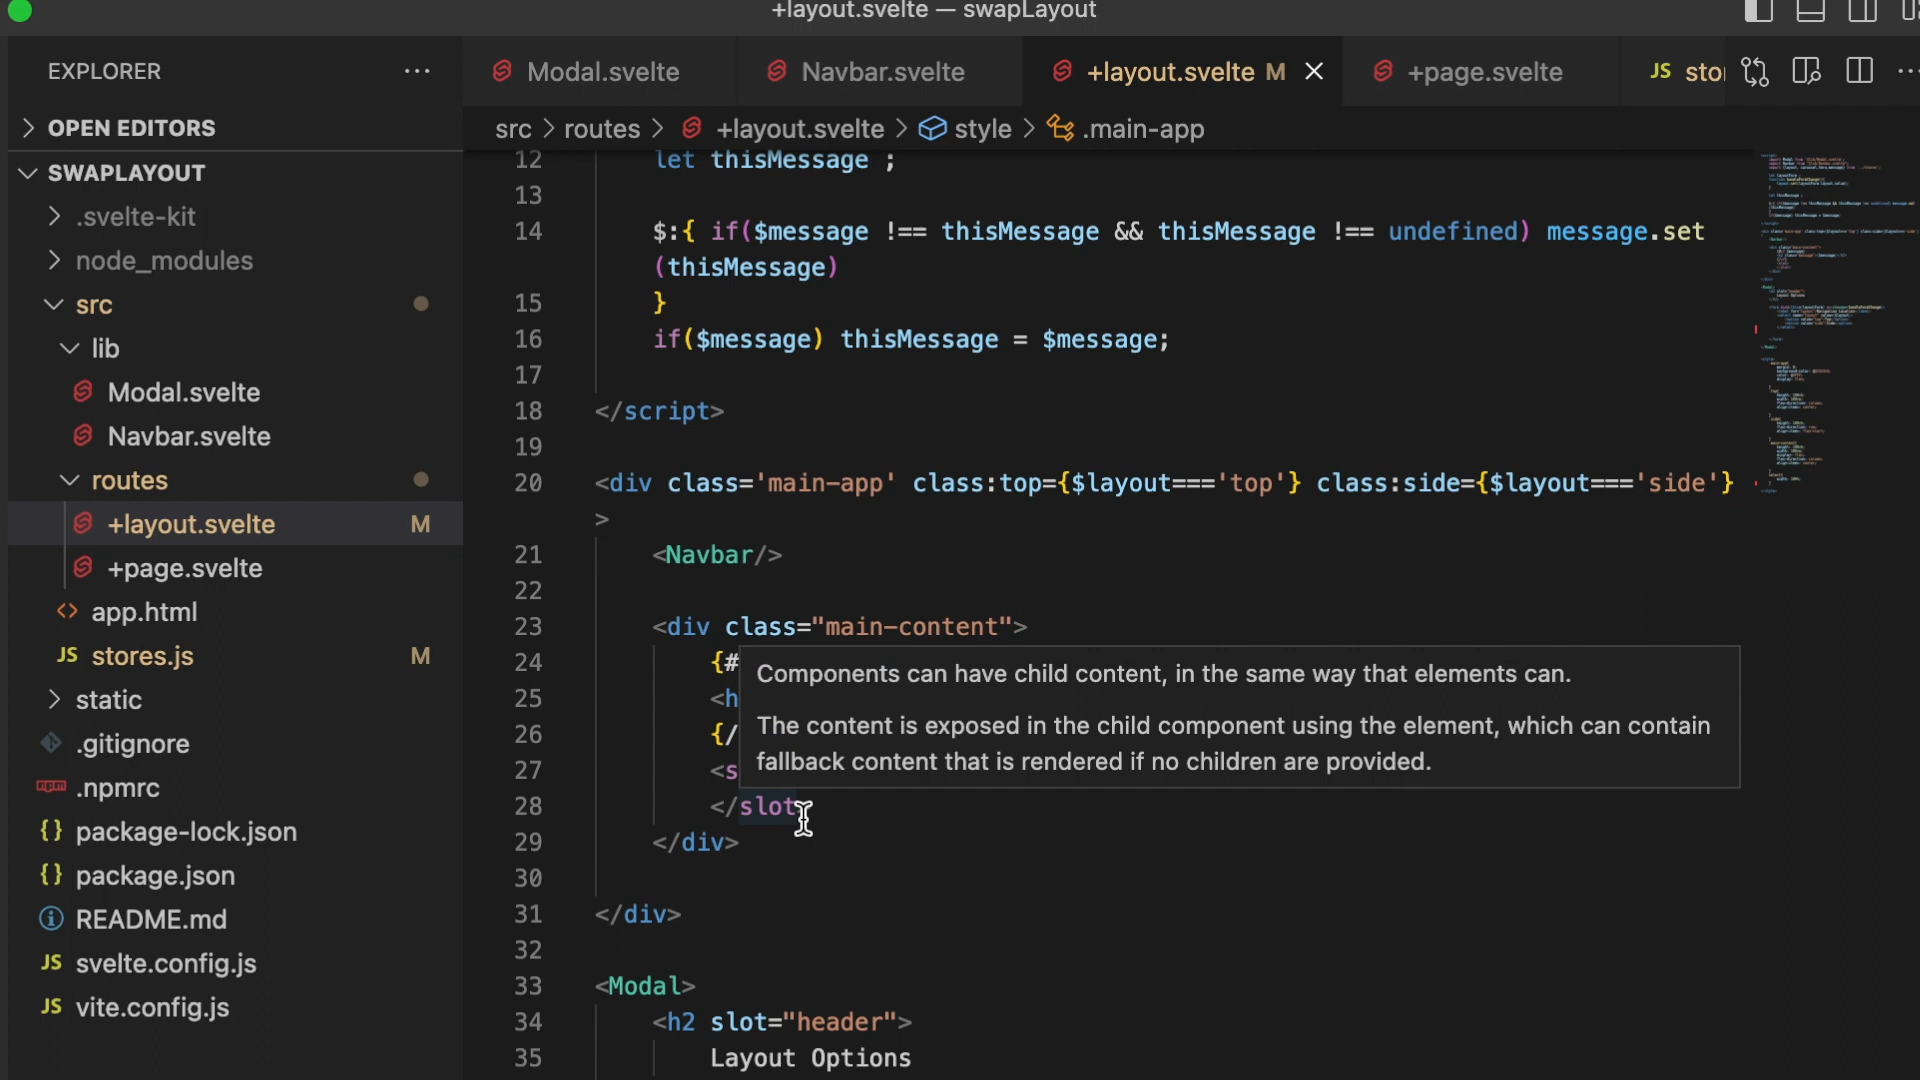 +layout.svelte — swapLayout
EXPLORER
OPEN EDITORS
SWAPLAYOUT
.svelte-kit
node_modules
src
lib
Modal.svelte
Navbar.svelte
routes
+layout.svelte M
+page.svelte
app.html
JS stores.js M
static
.gitignore
npm .npmrc
{} package-lock.json
{} package.json
README.md
JS svelte.config.js
JS vite.config.js
Modal.svelte Navbar.svelte +layout.svelte M +page.svelte JS sto
src > routes > +layout.svelte > style > .main-app
12 let thisMessage ;
13
14 $:{ if($message !== thisMessage && thisMessage !== undefined) message.set
(thisMessage)
15 }
16 if($message) thisMessage = $message;
17
18 </script>
19
20 <div class='main-app' class:top={$layout==='top'} class:side={$layout==='side'}
>
21 <Navbar/>
22
23 <div class="main-content">
24 {#
25 <h
26 {/
27 <s
28 </slot
29 </div>
30
31 </div>
32
33 <Modal>
34 <h2 slot="header">
35 Layout Options
Components can have child content, in the same way that elements can.
The content is exposed in the child component using the element, which can contain
fallback content that is rendered if no children are provided.